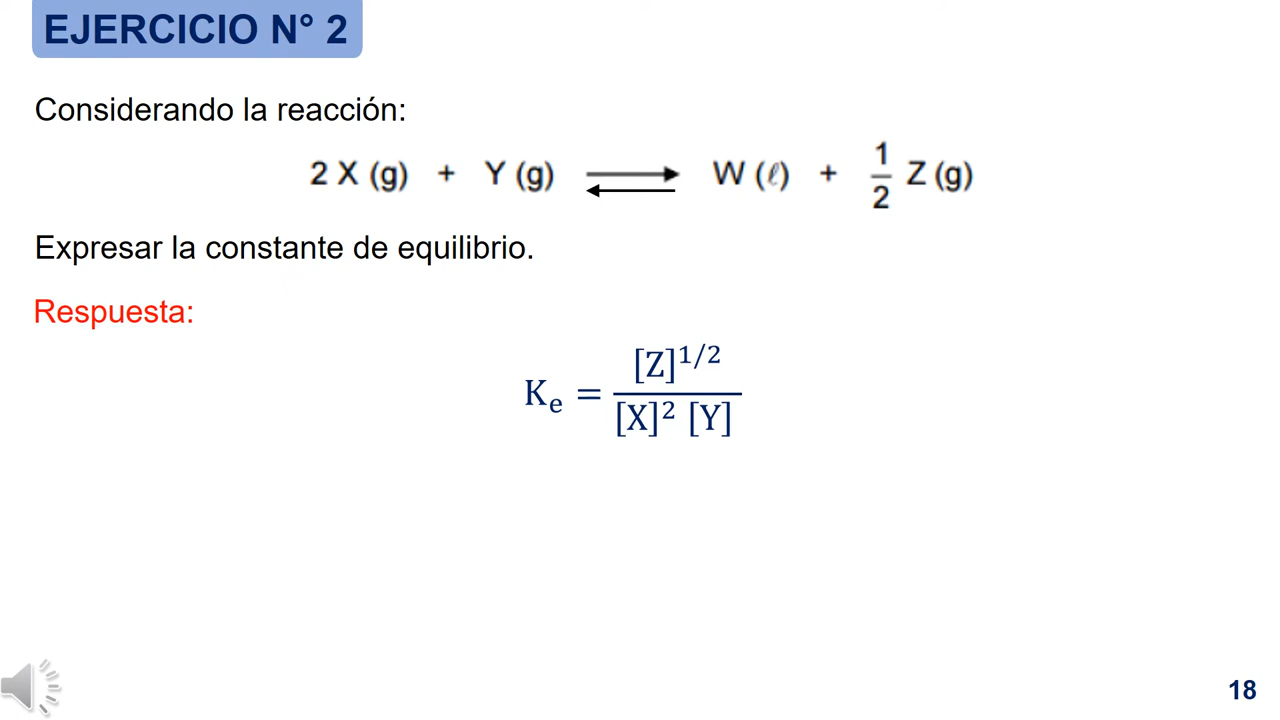 EJERCICIO N° 2
Considerando la reacción:
2 X (g) + Y (g) ⇄ W (ℓ) + 1/2 Z (g)
Expresar la constante de equilibrio.
Respuesta:
Kₑ = [Z]^1/2 / [X]² [Y]
18